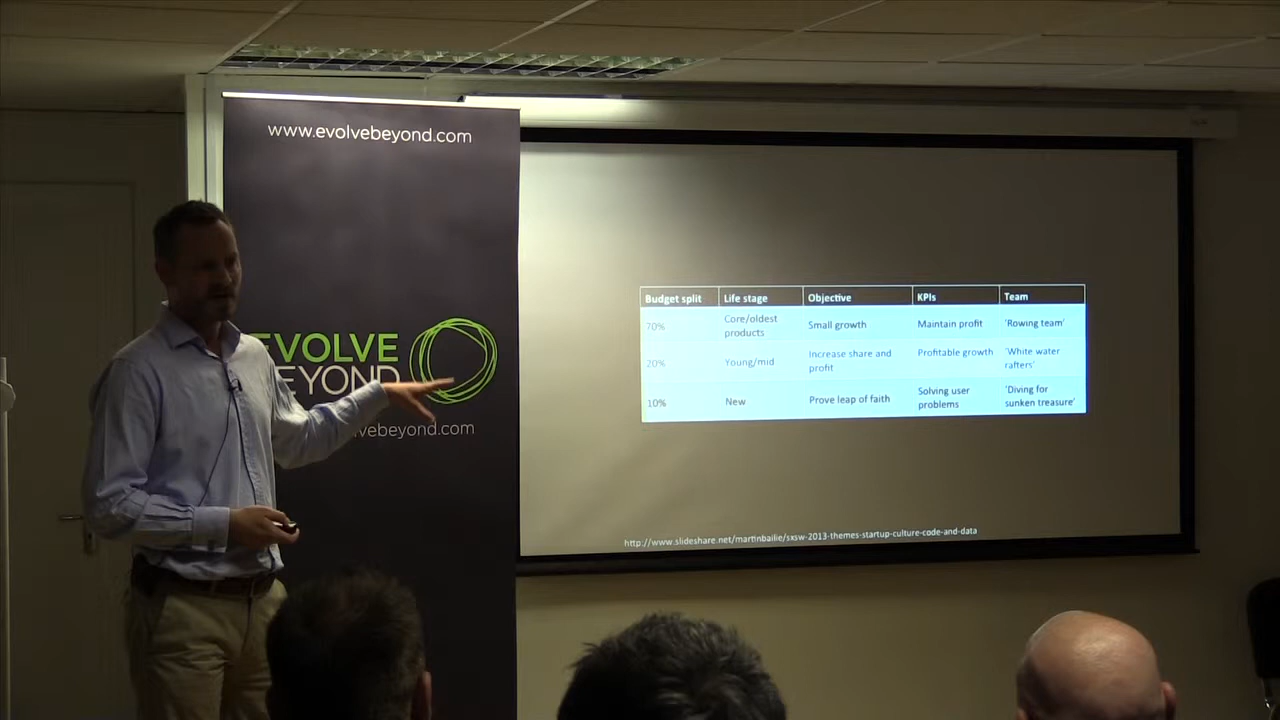 www.evolvebeyond.com
EVOLVE
BEYOND
vebeyond.com
Budget split Life stage Objective KPIs Team
70% Core/oldest products Small growth Maintain profit 'Rowing team'
20% Young/mid Increase share and profit Profitable growth 'White water rafters'
10% New Prove leap of faith Solving user problems 'Diving for sunken treasure'
http://www.slideshare.net/martinbailie/sxsw-2013-themes-startup-culture-code-and-data